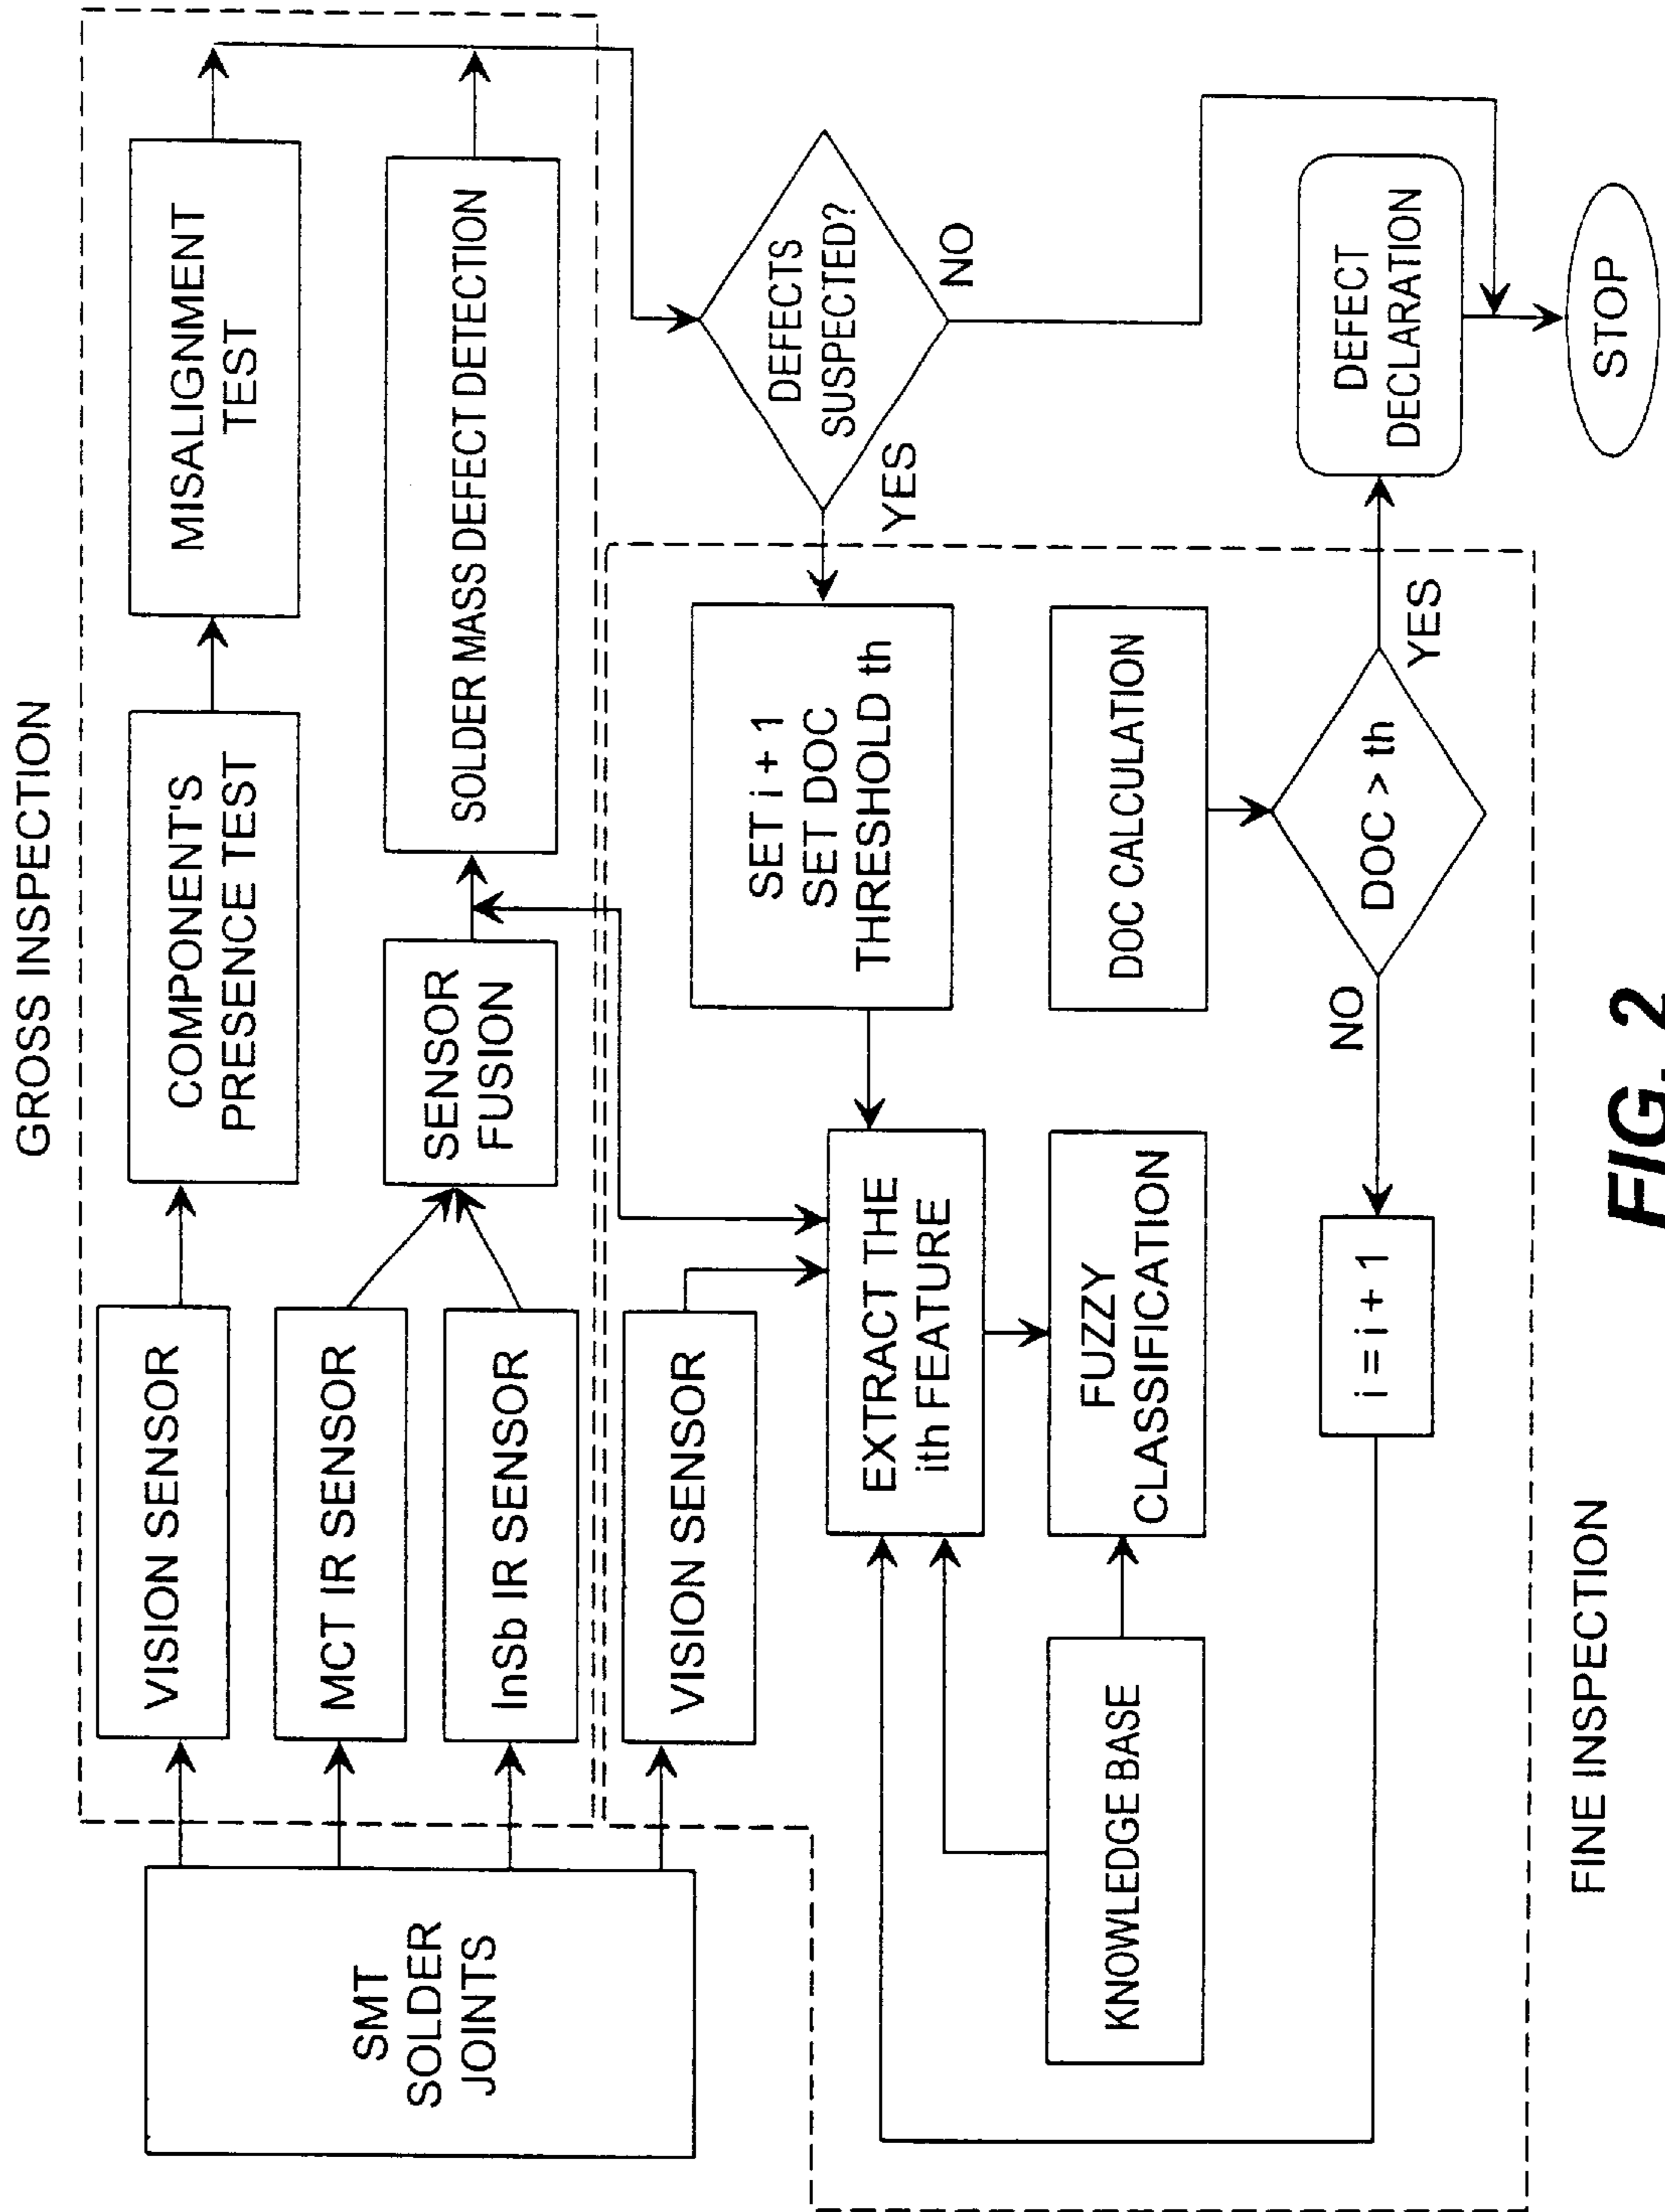 GROSS INSPECTION
SMT
SOLDER
JOINTS
VISION SENSOR
COMPONENT'S
PRESENCE TEST
MISALIGNMENT
TEST
MCT IR SENSOR
InSb IR SENSOR
SENSOR
FUSION
SOLDER MASS DEFECT DETECTION
VISION SENSOR
DEFECTS
SUSPECTED?
YES
NO
SET i + 1
SET DOC
THRESHOLD th
EXTRACT THE
ith FEATURE
KNOWLEDGE BASE
FUZZY
CLASSIFICATION
DOC CALCULATION
DOC > th
NO
YES
i = i + 1
DEFECT
DECLARATION
STOP
FINE INSPECTION
FIG. 2